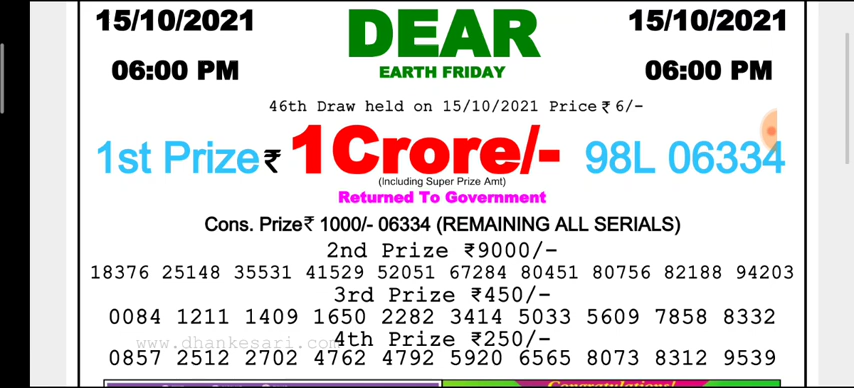 15/10/2021 DEAR 15/10/2021
06:00 PM EARTH FRIDAY 06:00 PM
46th Draw held on 15/10/2021 Price ₹ 6/-
1st Prize ₹ 1Crore/- 98L 06334
(Including Super Prize Amt)
Returned To Government
Cons. Prize₹ 1000/- 06334 (REMAINING ALL SERIALS)
2nd Prize ₹9000/-
18376 25148 35531 41529 52051 67284 80451 80756 82188 94203
3rd Prize ₹450/-
0084 1211 1409 1650 2282 3414 5033 5609 7858 8332
www.dhankesari.com
4th Prize ₹250/-
0857 2512 2702 4762 4792 5920 6565 8073 8312 9539
Congratulations!